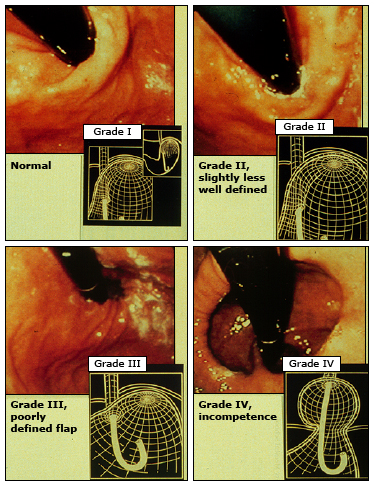 Grade I
Normal
Grade II
Grade II,
slightly less
well defined
Grade III
Grade III,
poorly
defined flap
Grade IV
Grade IV,
incompetence